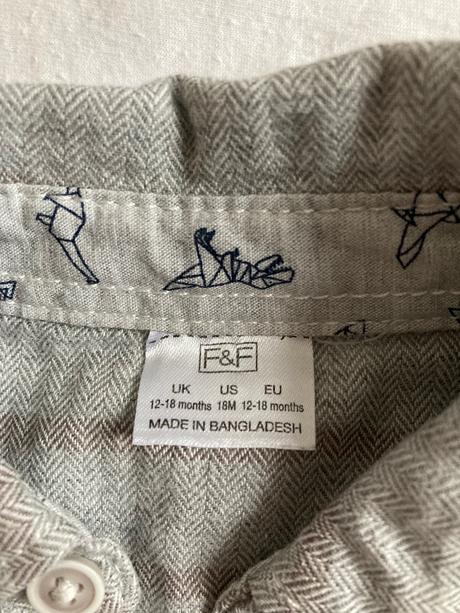 F&F
UK US EU
12-18 months 18M 12-18 months
MADE IN BANGLADESH